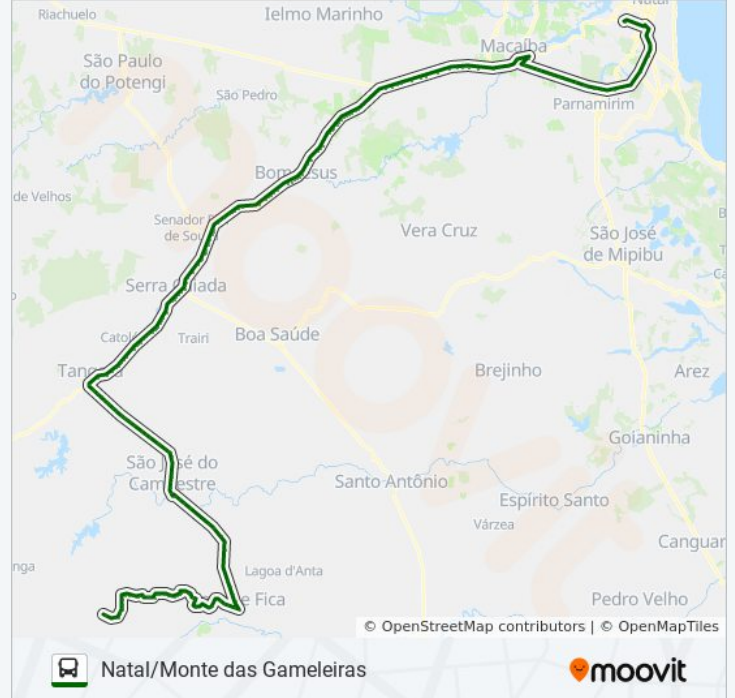 Natal
Riachuelo
Ielmo Marinho
Macaíba
São Paulo
do Potengi
São Pedro
Parnamirim
de Velhos
Senador
de Sou
Vera Cruz
São José
de Mipibu
Serra
iada
Trairi
Boa Saúde
Brejinho
Arez
Goianinha
São José do
Santo Antônio
Espírito Santo
Várzea
Canguar
nga
Lagoa d'Anta
e Fica
Pedro Velho
© OpenStreetMap contributors | © OpenMapTiles
Natal/Monte das Gameleiras
moovit